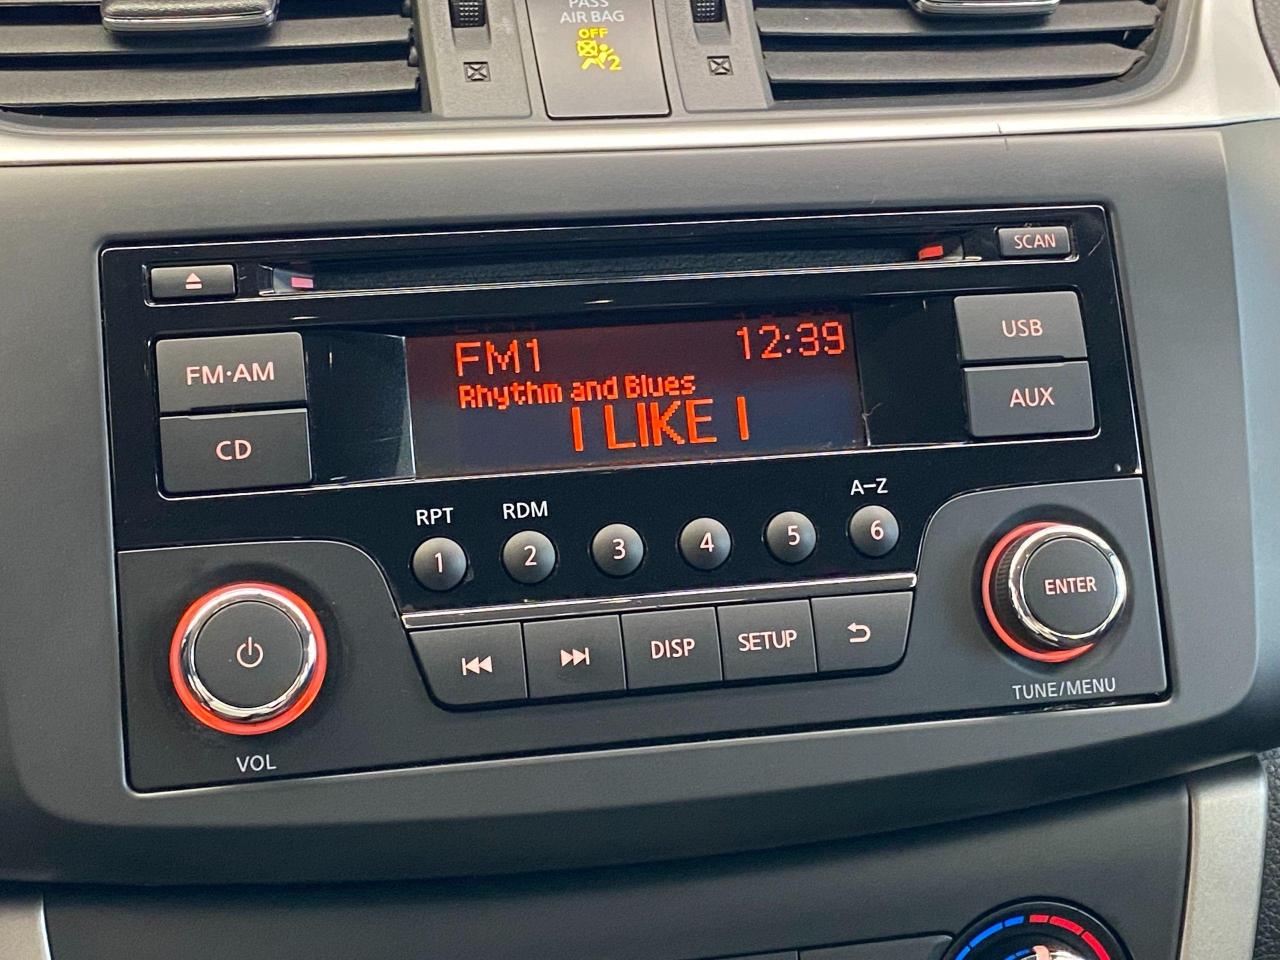 PASS
AIR BAG
OFF
2
SCAN
FM·AM
CD
FM1 12:39
Rhythm and Blues
I LIKE I
USB
AUX
RPT RDM A-Z
1 2 3 4 5 6
DISP SETUP
ENTER
TUNE/MENU
VOL